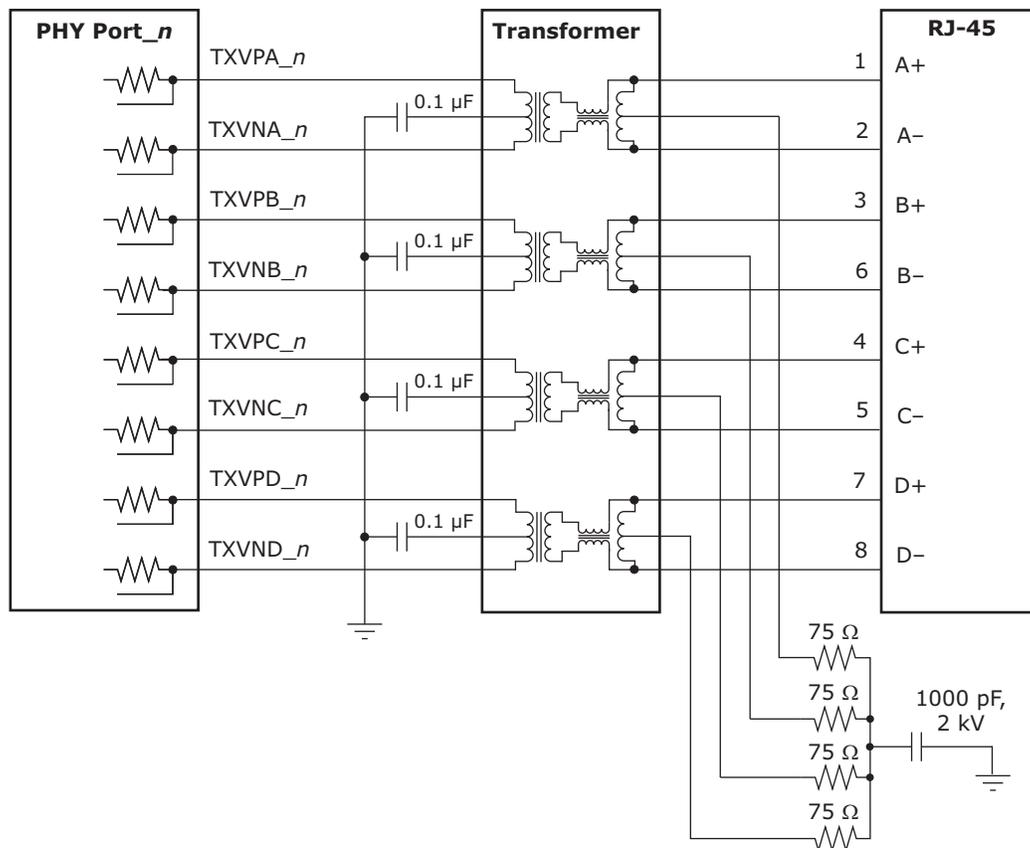 PHY Port_n
Transformer
RJ-45
TXVPA_n
1
A+
0.1 µF
TXVNA_n
2
A–
TXVPB_n
3
B+
0.1 µF
TXVNB_n
6
B–
TXVPC_n
4
C+
0.1 µF
TXVNC_n
5
C–
TXVPD_n
7
D+
0.1 µF
TXVND_n
8
D–
75 Ω
75 Ω
1000 pF,
2 kV
75 Ω
75 Ω